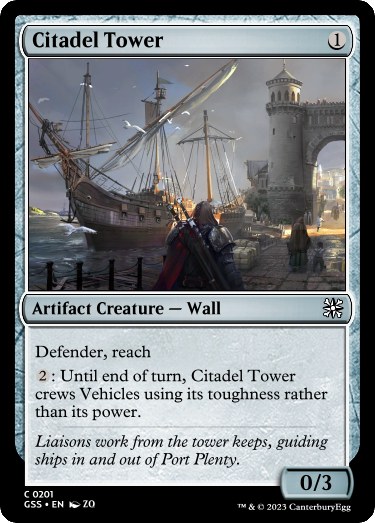 Citadel Tower 1
Artifact Creature — Wall
Defender, reach
2: Until end of turn, Citadel Tower
crews Vehicles using its toughness rather
than its power.
Liaisons work from the tower keeps, guiding
ships in and out of Port Plenty.
0/3
C 0201
GSS • EN ZO
™ & © 2023 CanterburyEgg